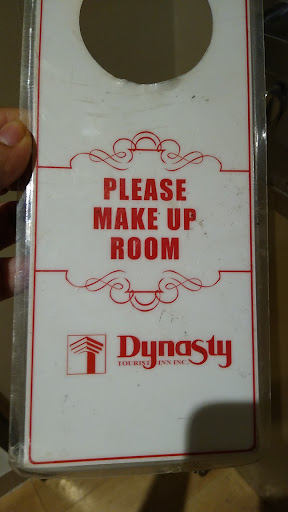 PLEASE
MAKE UP
ROOM
Dynasty
TOURIST INN INC.